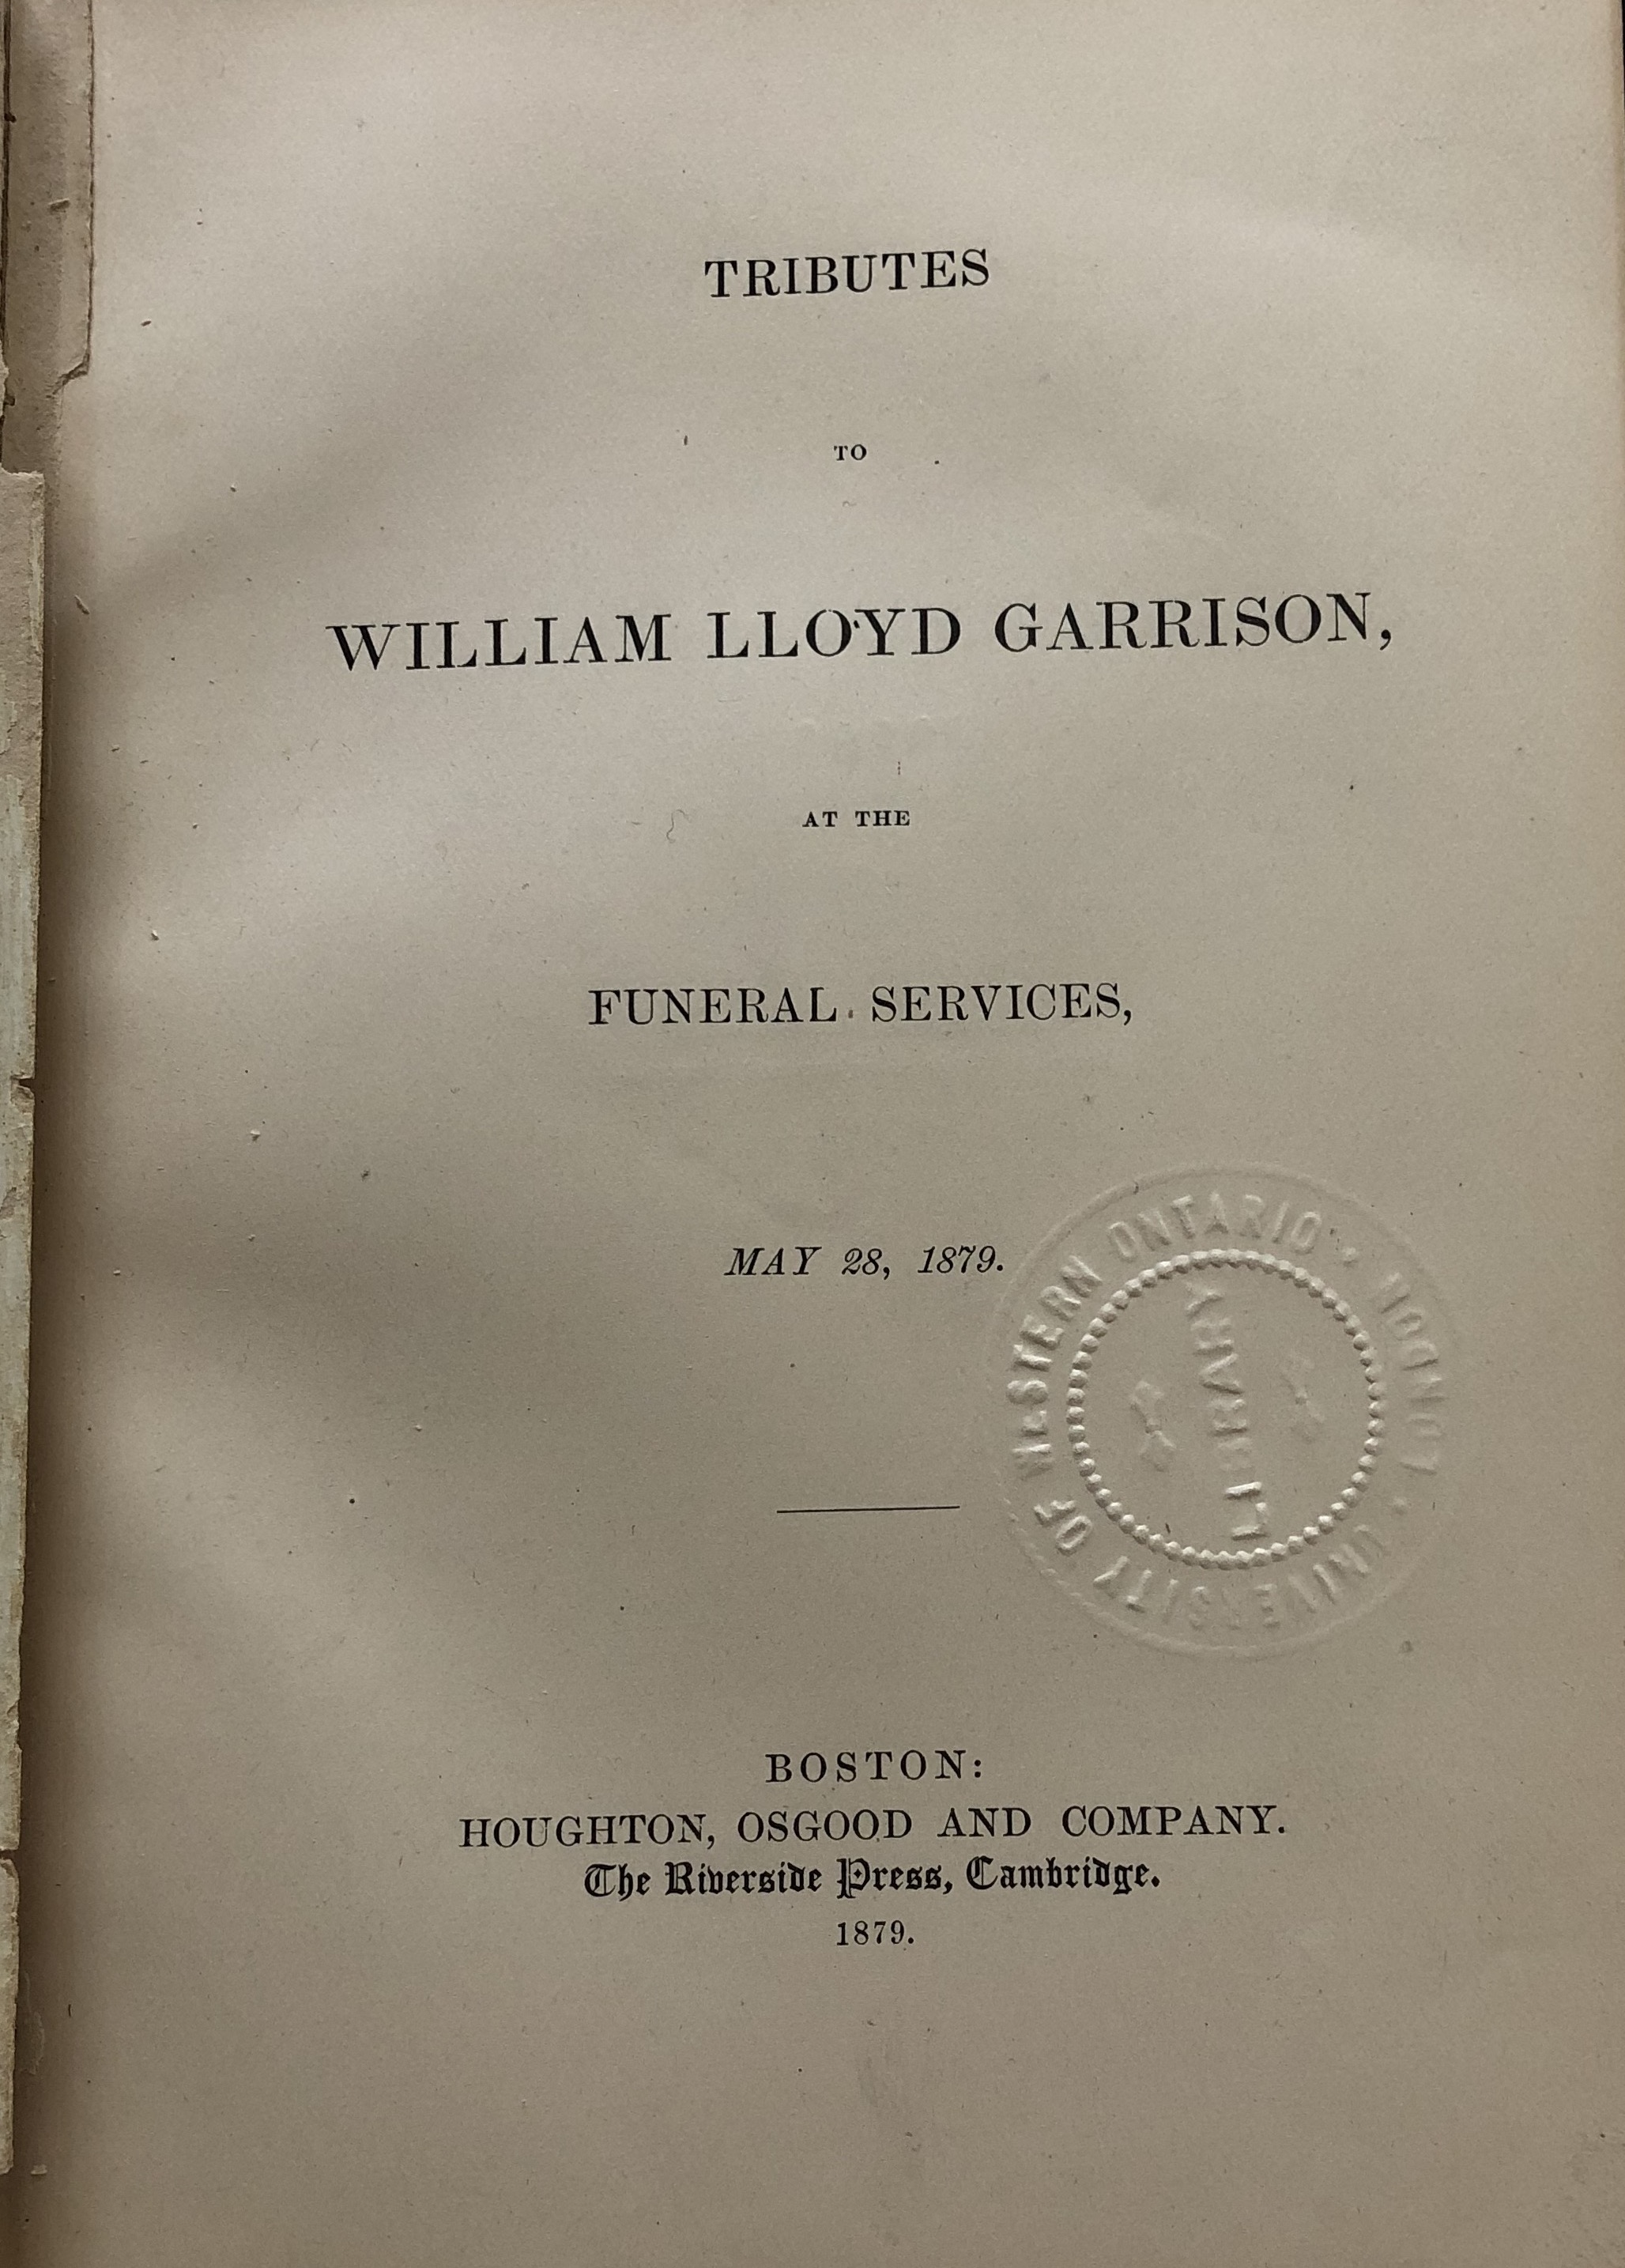 TRIBUTES
TO
WILLIAM LLOYD GARRISON,
AT THE
FUNERAL SERVICES,
MAY 28, 1879.
UNIVERSITY OF WESTERN ONTARIO · LONDON ·
LIBRARY
BOSTON:
HOUGHTON, OSGOOD AND COMPANY.
The Riverside Press, Cambridge.
1879.